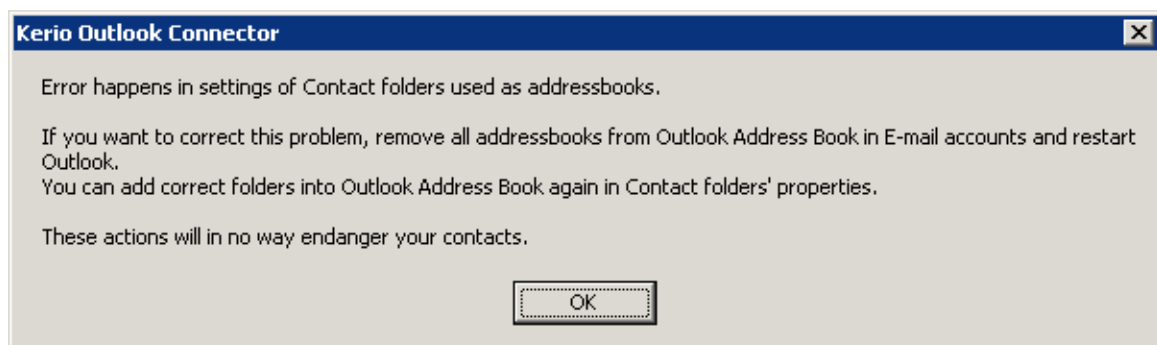 Kerio Outlook Connector
Error happens in settings of Contact folders used as addressbooks.
If you want to correct this problem, remove all addressbooks from Outlook Address Book in E-mail accounts and restart
Outlook.
You can add correct folders into Outlook Address Book again in Contact folders' properties.
These actions will in no way endanger your contacts.
OK